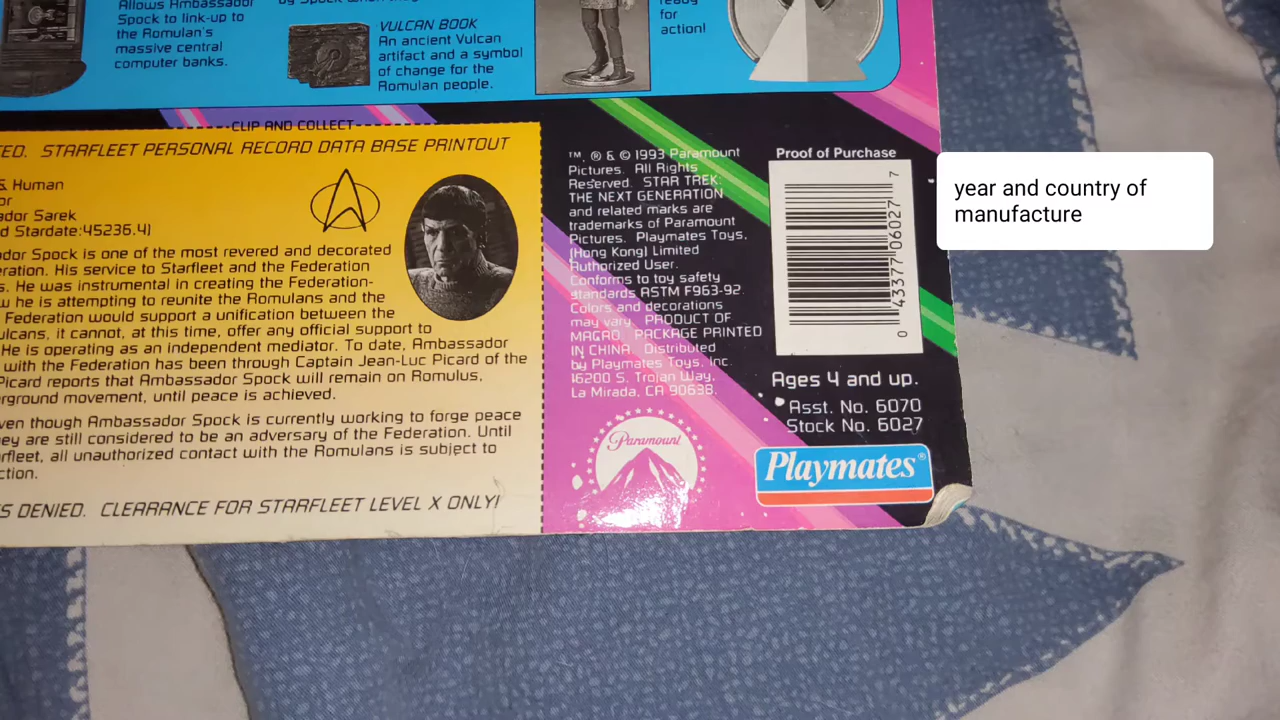 Allows Ambassador
Spock to link-up to
the Romulan's
massive central
computer banks.
by Spock when they
VULCAN BOOK
An ancient Vulcan
artifact and a symbol
of change for the
Romulan people.
ready
for
action!
CLIP AND COLLECT
STARFLEET PERSONAL RECORD DATA BASE PRINTOUT
& Human
or
ador Sarek
d Stardate:45236.4)
dor Spock is one of the most revered and decorated
eration. His service to Starfleet and the Federation
s. He was instrumental in creating the Federation-
w he is attempting to reunite the Romulans and the
Federation would support a unification between the
ulcans, it cannot, at this time, offer any official support to
He is operating as an independent mediator. To date, Ambassador
with the Federation has been through Captain Jean-Luc Picard of the
Picard reports that Ambassador Spock will remain on Romulus,
rground movement, until peace is achieved.
ven though Ambassador Spock is currently working to forge peace
ey are still considered to be an adversary of the Federation. Until
rfleet, all unauthorized contact with the Romulans is subject to
ction.
S DENIED. CLEARANCE FOR STARFLEET LEVEL X ONLY!
™, ® & © 1993 Paramount
Pictures. All Rights
Reserved. STAR TREK:
THE NEXT GENERATION
and related marks are
trademarks of Paramount
Pictures. Playmates Toys,
(Hong Kong) Limited
Authorized User.
Conforms to toy safety
standards ASTM F963-92.
Colors and decorations
may vary. PRODUCT OF
MACAO. PACKAGE PRINTED
IN CHINA. Distributed
by Playmates Toys, Inc.
16200 S. Trojan Way,
La Mirada, CA 90638.
Paramount
Proof of Purchase
0 43377 06027 7
Ages 4 and up.
Asst. No. 6070
Stock No. 6027
Playmates®
year and country of
manufacture